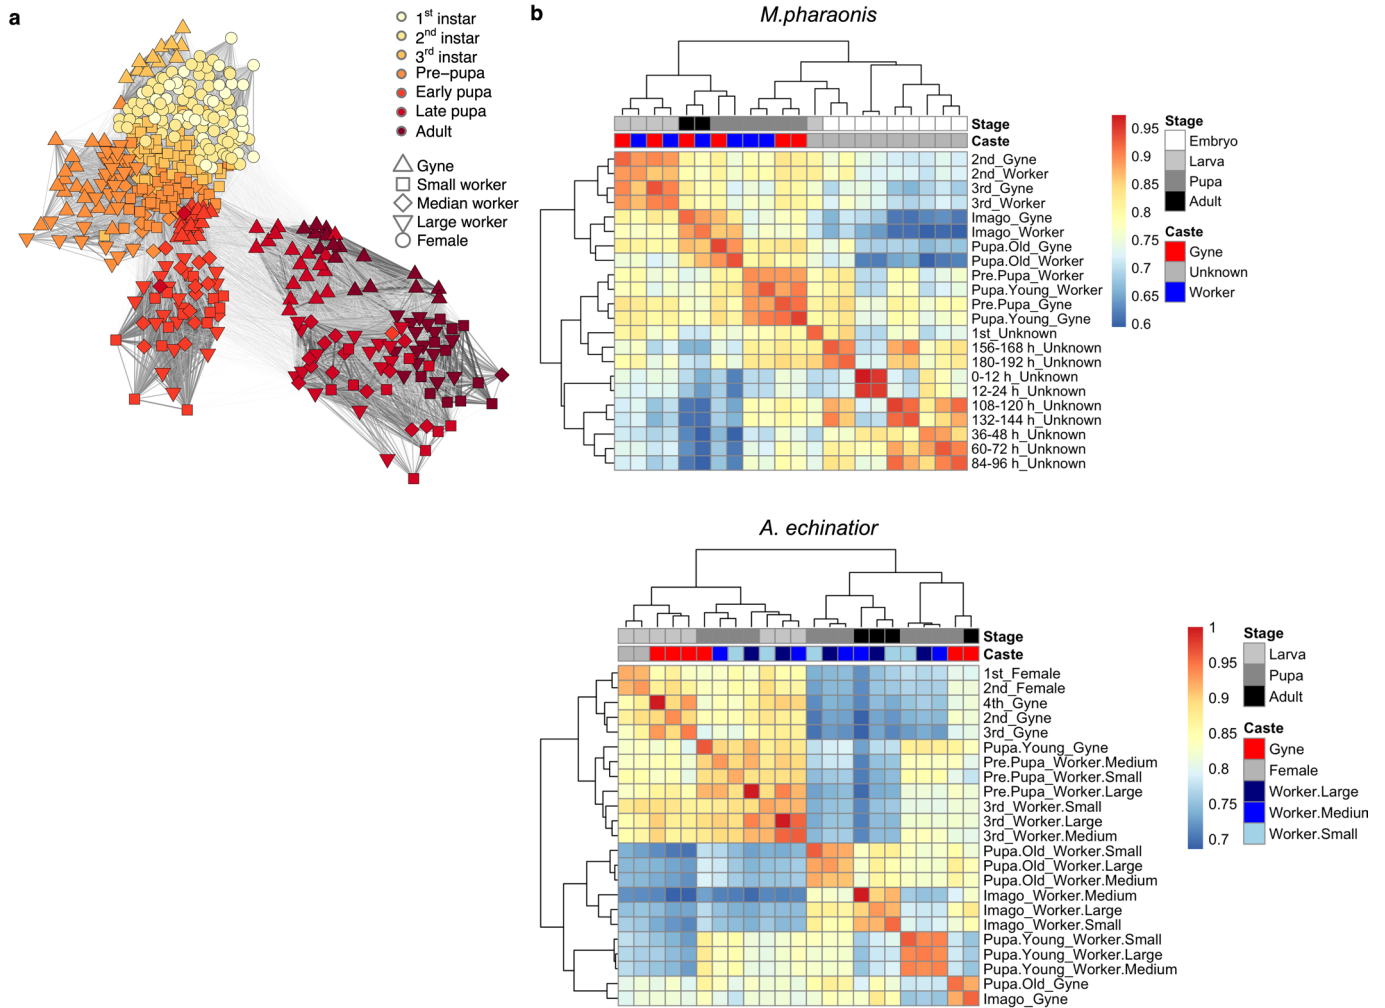 a
1st instar
2nd instar
3rd instar
Pre-pupa
Early pupa
Late pupa
Adult
Gyne
Small worker
Median worker
Large worker
Female
b
M.pharaonis
Stage
Caste
2nd_Gyne
2nd_Worker
3rd_Gyne
3rd_Worker
Imago_Gyne
Imago_Worker
Pupa.Old_Gyne
Pupa.Old_Worker
Pre.Pupa_Worker
Pupa.Young_Worker
Pre.Pupa_Gyne
Pupa.Young_Gyne
1st_Unknown
156-168 h_Unknown
180-192 h_Unknown
0-12 h_Unknown
12-24 h_Unknown
108-120 h_Unknown
132-144 h_Unknown
36-48 h_Unknown
60-72 h_Unknown
84-96 h_Unknown
0.95
0.9
0.85
0.8
0.75
0.7
0.65
0.6
Stage
Embryo
Larva
Pupa
Adult
Caste
Gyne
Unknown
Worker
A. echinatior
Stage
Caste
1st_Female
2nd_Female
4th_Gyne
2nd_Gyne
3rd_Gyne
Pupa.Young_Gyne
Pre.Pupa_Worker.Medium
Pre.Pupa_Worker.Small
Pre.Pupa_Worker.Large
3rd_Worker.Small
3rd_Worker.Large
3rd_Worker.Medium
Pupa.Old_Worker.Small
Pupa.Old_Worker.Large
Pupa.Old_Worker.Medium
Imago_Worker.Medium
Imago_Worker.Large
Imago_Worker.Small
Pupa.Young_Worker.Small
Pupa.Young_Worker.Large
Pupa.Young_Worker.Medium
Pupa.Old_Gyne
Imago_Gyne
1
0.95
0.9
0.85
0.8
0.75
0.7
Stage
Larva
Pupa
Adult
Caste
Gyne
Female
Worker.Large
Worker.Mediun
Worker.Small